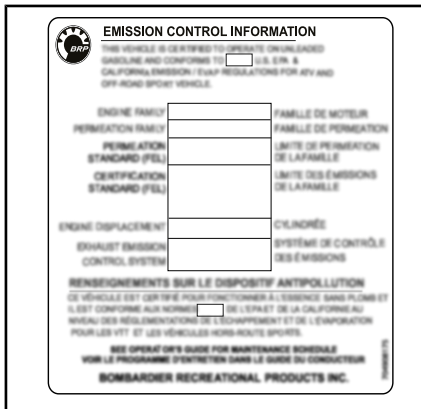 BRP
EMISSION CONTROL INFORMATION
THIS VEHICLE IS CERTIFIED TO OPERATE ON UNLEADED
GASOLINE AND CONFORMS TO U.S. EPA &
CALIFORNIA EMISSION / EVAP REGULATIONS FOR ATV AND
OFF-ROAD SPORT VEHICLE.
ENGINE FAMILY
FAMILLE DE MOTEUR
PERMEATION FAMILY
FAMILLE DE PERMEATION
PERMEATION
STANDARD (FEL)
LIMITE DE PERMEATION
DE LA FAMILLE
CERTIFICATION
STANDARD (FEL)
LIMITE DES ÉMISSIONS
DE LA FAMILLE
ENGINE DISPLACEMENT
CYLINDRÉE
EXHAUST EMISSION
CONTROL SYSTEM
SYSTÈME DE CONTRÔLE
DES ÉMISSIONS
RENSEIGNEMENTS SUR LE DISPOSITIF ANTIPOLLUTION
CE VÉHICULE EST CERTIFIÉ POUR FONCTIONNER À L'ESSENCE SANS PLOMB ET
IL EST CONFORME AUX NORMES DE L'EPA ET DE LA CALIFORNIE AU
NIVEAU DES RÉGLEMENTATIONS DE L'ÉCHAPPEMENT ET DE L'ÉVAPORATION
POUR LES VTT ET LES VÉHICULES HORS-ROUTE SPORTS.
SEE OPERATOR'S GUIDE FOR MAINTENANCE SCHEDULE
VOIR LE PROGRAMME D'ENTRETIEN DANS LE GUIDE DU CONDUCTEUR
BOMBARDIER RECREATIONAL PRODUCTS INC.